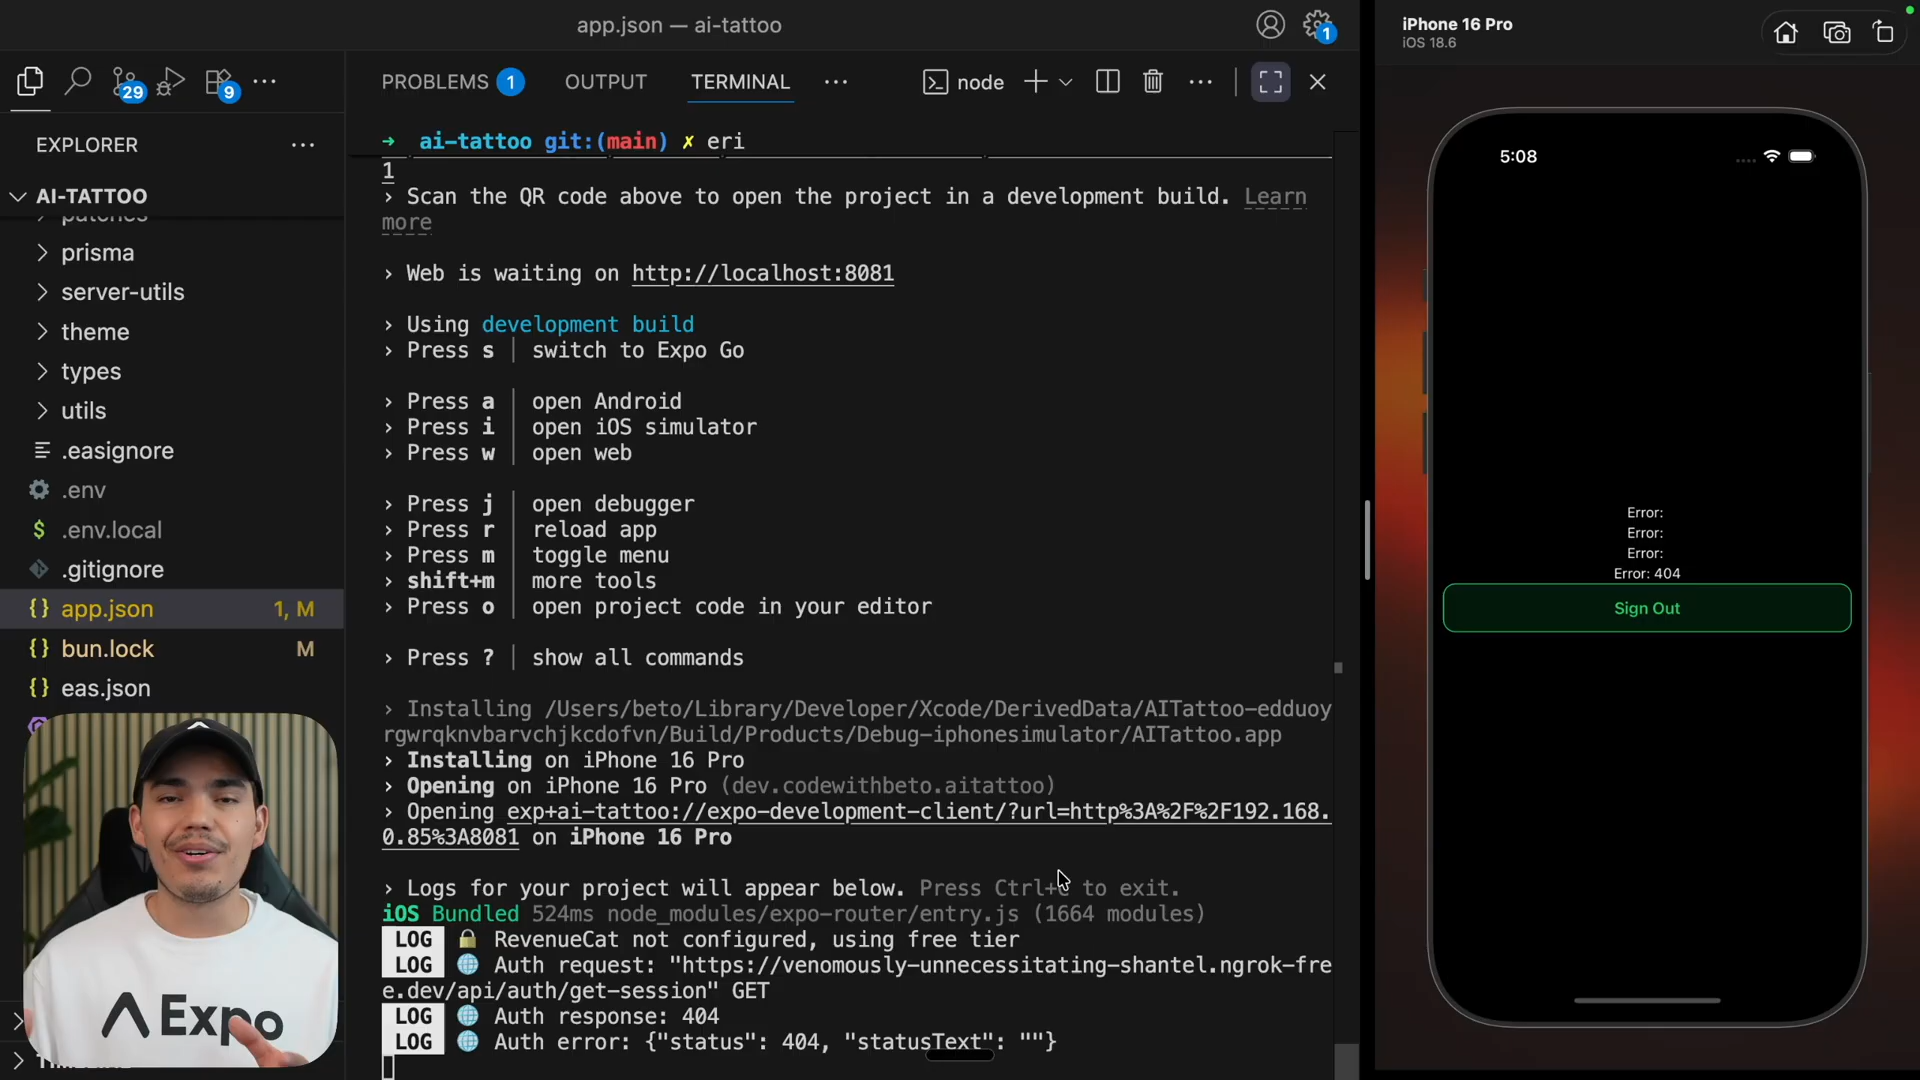 app.json — ai-tattoo
1
29
9
PROBLEMS 1
OUTPUT
TERMINAL
node
EXPLORER
AI-TATTOO
patches
prisma
server-utils
theme
types
utils
.easignore
.env
.env.local
.gitignore
app.json 1, M
bun.lock M
eas.json
→ ai-tattoo git:(main) ✗ eri
1
› Scan the QR code above to open the project in a development build. Learn
more
› Web is waiting on http://localhost:8081
› Using development build
› Press s │ switch to Expo Go
› Press a │ open Android
› Press i │ open iOS simulator
› Press w │ open web
› Press j │ open debugger
› Press r │ reload app
› Press m │ toggle menu
› shift+m │ more tools
› Press o │ open project code in your editor
› Press ? │ show all commands
› Installing /Users/beto/Library/Developer/Xcode/DerivedData/AITattoo-edduoy
rgwrqknvbarvchjkcdofvn/Build/Products/Debug-iphonesimulator/AITattoo.app
› Installing on iPhone 16 Pro
› Opening on iPhone 16 Pro (dev.codewithbeto.aitattoo)
› Opening exp+ai-tattoo://expo-development-client/?url=http%3A%2F%2F192.168.
0.85%3A8081 on iPhone 16 Pro
› Logs for your project will appear below. Press Ctrl+C to exit.
iOS Bundled 524ms node_modules/expo-router/entry.js (1664 modules)
LOG 🔒 RevenueCat not configured, using free tier
LOG 🌐 Auth request: "https://venomously-unnecessitating-shantel.ngrok-fre
e.dev/api/auth/get-session" GET
LOG 🌐 Auth response: 404
LOG 🌐 Auth error: {"status": 404, "statusText": ""}
Expo
iPhone 16 Pro
iOS 18.6
5:08
Error:
Error:
Error:
Error: 404
Sign Out